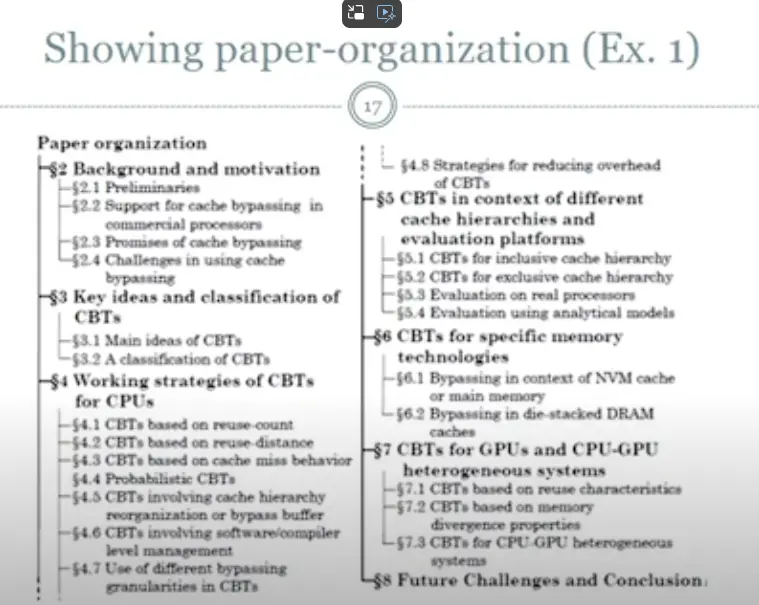 Showing paper-organization (Ex. 1)
17
Paper organization
§2 Background and motivation
§2.1 Preliminaries
§2.2 Support for cache bypassing in
commercial processors
§2.3 Promises of cache bypassing
§2.4 Challenges in using cache
bypassing
§3 Key ideas and classification of
CBTs
§3.1 Main ideas of CBTs
§3.2 A classification of CBTs
§4 Working strategies of CBTs
for CPUs
§4.1 CBTs based on reuse-count
§4.2 CBTs based on reuse-distance
§4.3 CBTs based on cache miss behavior
§4.4 Probabilistic CBTs
§4.5 CBTs involving cache hierarchy
reorganization or bypass buffer
§4.6 CBTs involving software/compiler
level management
§4.7 Use of different bypassing
granularities in CBTs
§4.8 Strategies for reducing overhead
of CBTs
§5 CBTs in context of different
cache hierarchies and
evaluation platforms
§5.1 CBTs for inclusive cache hierarchy
§5.2 CBTs for exclusive cache hierarchy
§5.3 Evaluation on real processors
§5.4 Evaluation using analytical models
§6 CBTs for specific memory
technologies
§6.1 Bypassing in context of NVM cache
or main memory
§6.2 Bypassing in die-stacked DRAM
caches
§7 CBTs for GPUs and CPU-GPU
heterogeneous systems
§7.1 CBTs based on reuse characteristics
§7.2 CBTs based on memory
divergence properties
§7.3 CBTs for CPU-GPU heterogeneous
systems
§8 Future Challenges and Conclusion